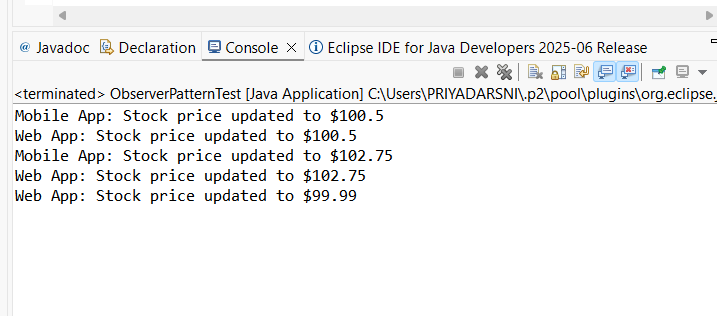 @ Javadoc Declaration Console Eclipse IDE for Java Developers 2025-06 Release
<terminated> ObserverPatternTest [Java Application] C:\Users\PRIYADARSNI\.p2\pool\plugins\org.eclipse.
Mobile App: Stock price updated to $100.5
Web App: Stock price updated to $100.5
Mobile App: Stock price updated to $102.75
Web App: Stock price updated to $102.75
Web App: Stock price updated to $99.99